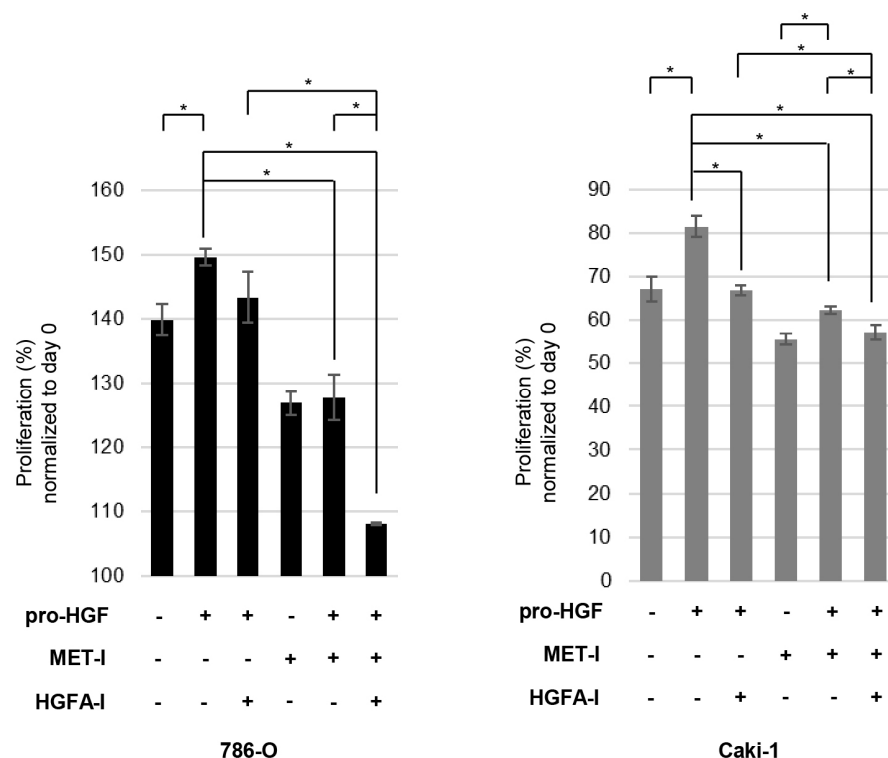 * * *
* *
*
*
160
150
140
130
120
110
100
Proliferation (%)
normalized to day 0
pro-HGF - + + - + +
MET-I - - - + + +
HGFA-I - - + - - +
786-O
*
*
* *
*
*
*
90
80
70
60
50
40
30
20
10
0
Proliferation (%)
normalized to day 0
pro-HGF - + + - + +
MET-I - - - + + +
HGFA-I - - + - - +
Caki-1